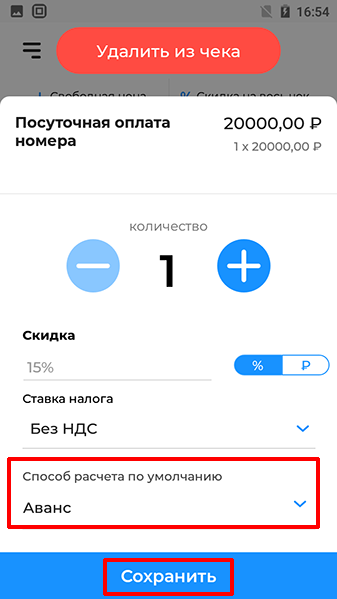 16:54
Удалить из чека
Свободная цена % Скидка на весь чек
Посуточная оплата 20000,00 ₽
номера 1 x 20000,00 ₽
количество
1
Скидка
15% % ₽
Ставка налога
Без НДС
Способ расчета по умолчанию
Аванс
Сохранить